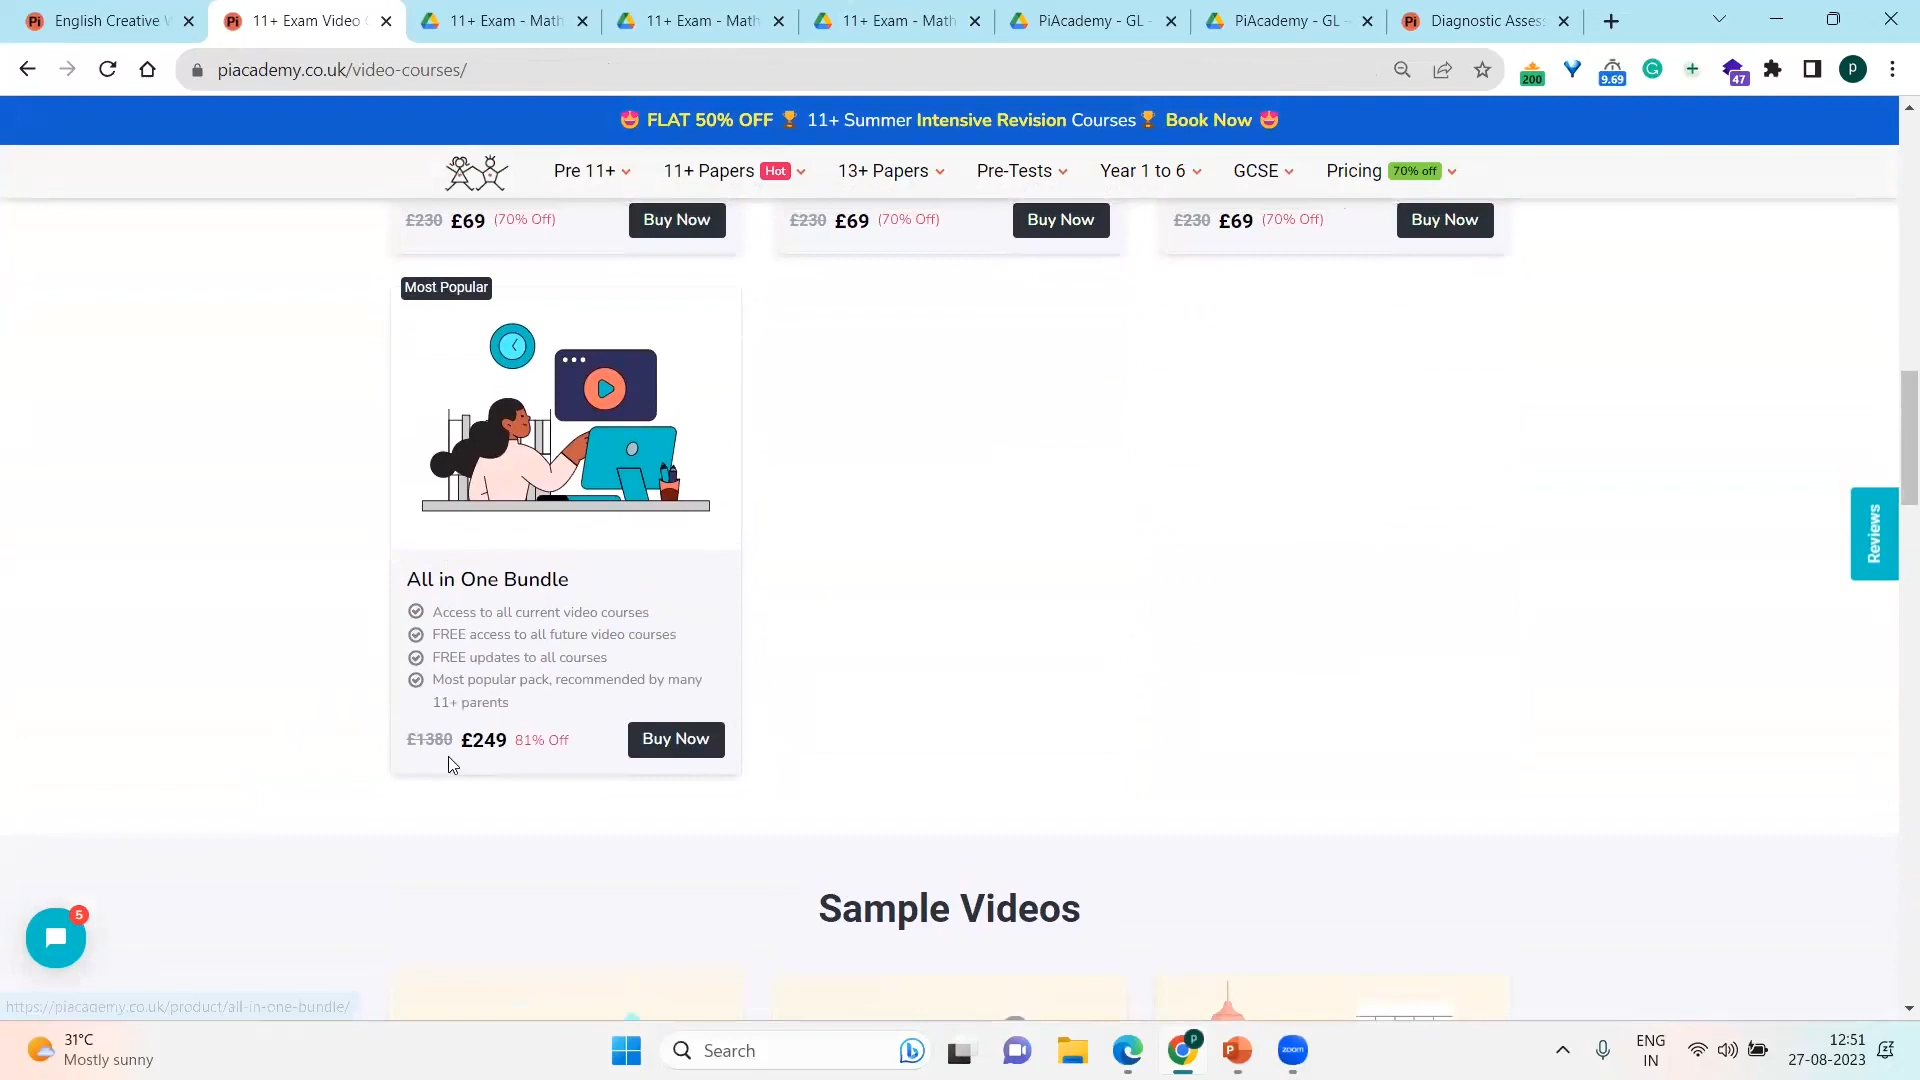 English Creative W
11+ Exam Video C
11+ Exam - Math
11+ Exam - Math
11+ Exam - Math
PiAcademy - GL -
PiAcademy - GL -
Diagnostic Assess
piacademy.co.uk/video-courses/
200
9.69
47
P
FLAT 50% OFF 11+ Summer Intensive Revision Courses Book Now
Pre 11+ 11+ Papers Hot 13+ Papers Pre-Tests Year 1 to 6 GCSE Pricing 70% off
£230 £69 (70% Off) Buy Now
£230 £69 (70% Off) Buy Now
£230 £69 (70% Off) Buy Now
Most Popular
All in One Bundle
Access to all current video courses
FREE access to all future video courses
FREE updates to all courses
Most popular pack, recommended by many
11+ parents
£1380 £249 81% Off Buy Now
Reviews
Sample Videos
5
https://piacademy.co.uk/product/all-in-one-bundle/
31°C
Mostly sunny
Search
zoom
ENG
IN
12:51
27-08-2023